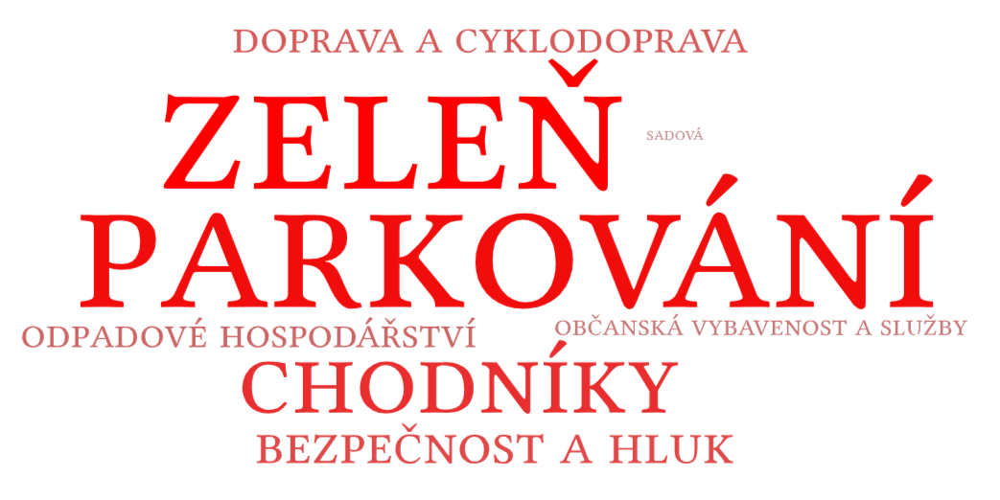 DOPRAVA A CYKLODOPRAVA
ZELEŇ
SADOVÁ
PARKOVÁNÍ
ODPADOVÉ HOSPODÁŘSTVÍ
OBČANSKÁ VYBAVENOST A SLUŽBY
CHODNÍKY
BEZPEČNOST A HLUK